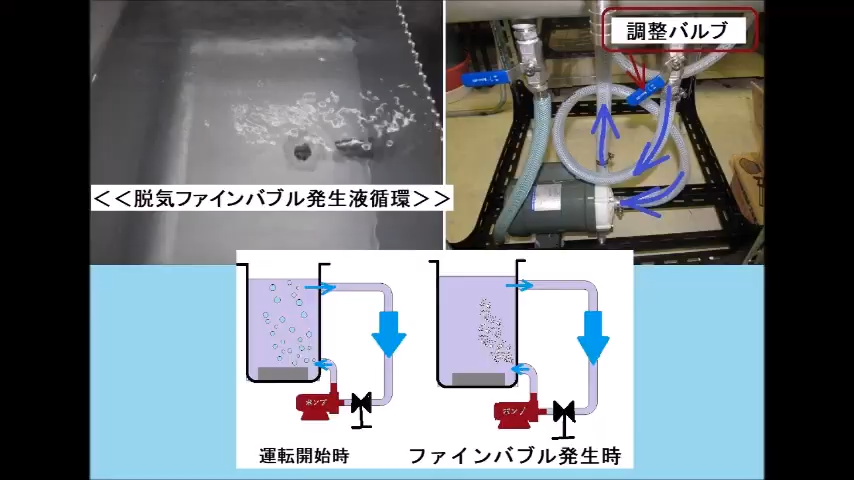 調整バルブ
<<脱気ファインバブル発生液循環>>
ポンプ
ポンプ
運転開始時
ファインバブル発生時